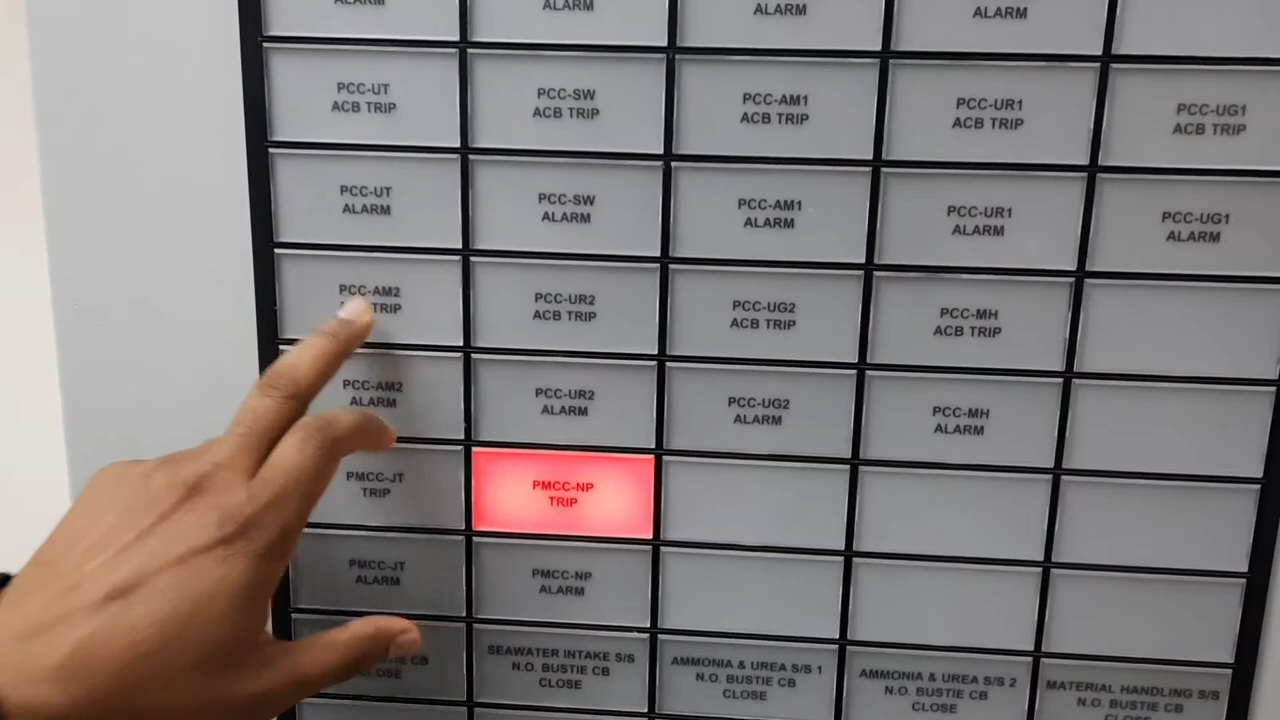 ALARM
ALARM
ALARM
ALARM
PCC-UT
ACB TRIP
PCC-SW
ACB TRIP
PCC-AM1
ACB TRIP
PCC-UR1
ACB TRIP
PCC-UG1
ACB TRIP
PCC-UT
ALARM
PCC-SW
ALARM
PCC-AM1
ALARM
PCC-UR1
ALARM
PCC-UG1
ALARM
PCC-AM2
TRIP
PCC-UR2
ACB TRIP
PCC-UG2
ACB TRIP
PCC-MH
ACB TRIP
PCC-AM2
ALARM
PCC-UR2
ALARM
PCC-UG2
ALARM
PCC-MH
ALARM
PMCC-JT
TRIP
PMCC-NP
TRIP
PMCC-JT
ALARM
PMCC-NP
ALARM
CB
SEAWATER INTAKE S/S
N.O. BUSTIE CB
CLOSE
AMMONIA & UREA S/S 1
N.O. BUSTIE CB
CLOSE
AMMONIA & UREA S/S 2
N.O. BUSTIE CB
CLOSE
MATERIAL HANDLING S/S
N.O. BUSTIE CB
CLOSE